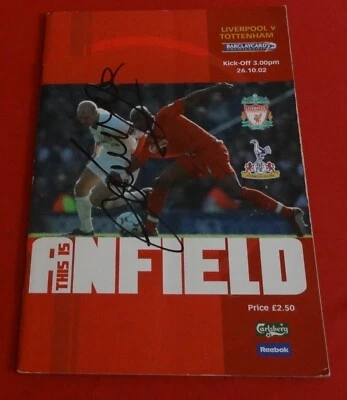 LIVERPOOL V
TOTTENHAM
BARCLAYCARD
Kick-Off 3.00pm
26.10.02
THIS IS
ANFIELD
Price £2.50
Carlsberg
Reebok